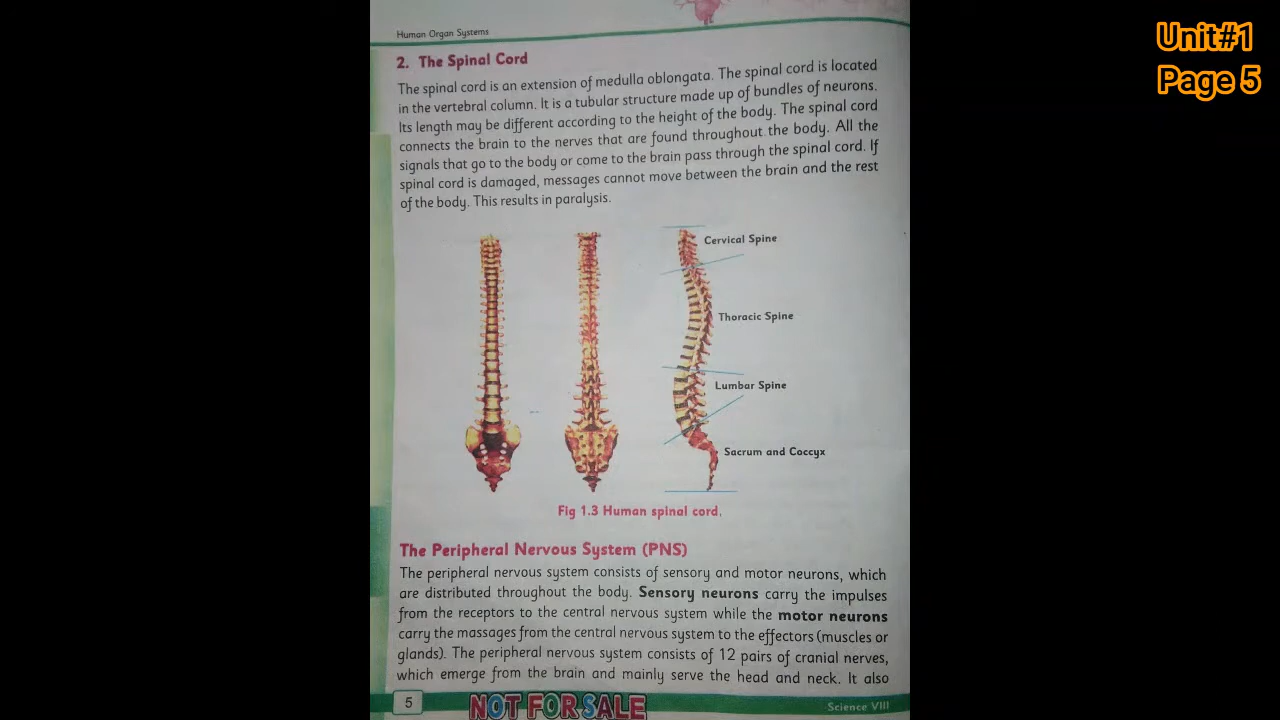 Unit#1
Page 5
Human Organ Systems
2. The Spinal Cord
The spinal cord is an extension of medulla oblongata. The spinal cord is located
in the vertebral column. It is a tubular structure made up of bundles of neurons.
Its length may be different according to the height of the body. The spinal cord
connects the brain to the nerves that are found throughout the body. All the
signals that go to the body or come to the brain pass through the spinal cord. If
spinal cord is damaged, messages cannot move between the brain and the rest
of the body. This results in paralysis.
Cervical Spine
Thoracic Spine
Lumbar Spine
Sacrum and Coccyx
Fig 1.3 Human spinal cord.
The Peripheral Nervous System (PNS)
The peripheral nervous system consists of sensory and motor neurons, which
are distributed throughout the body. Sensory neurons carry the impulses
from the receptors to the central nervous system while the motor neurons
carry the massages from the central nervous system to the effectors (muscles or
glands). The peripheral nervous system consists of 12 pairs of cranial nerves,
which emerge from the brain and mainly serve the head and neck. It also
5
NOT FOR SALE
Science VIII